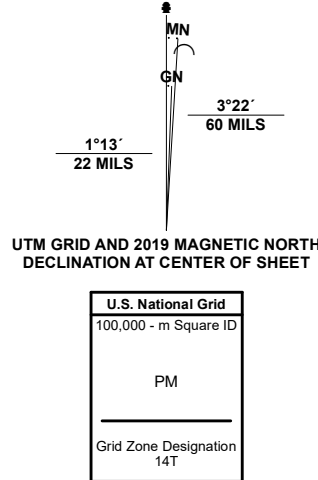 MN
GN
3°22´
60 MILS
1°13´
22 MILS
UTM GRID AND 2019 MAGNETIC NORTH
DECLINATION AT CENTER OF SHEET
U.S. National Grid
100,000 - m Square ID
PM
Grid Zone Designation
14T